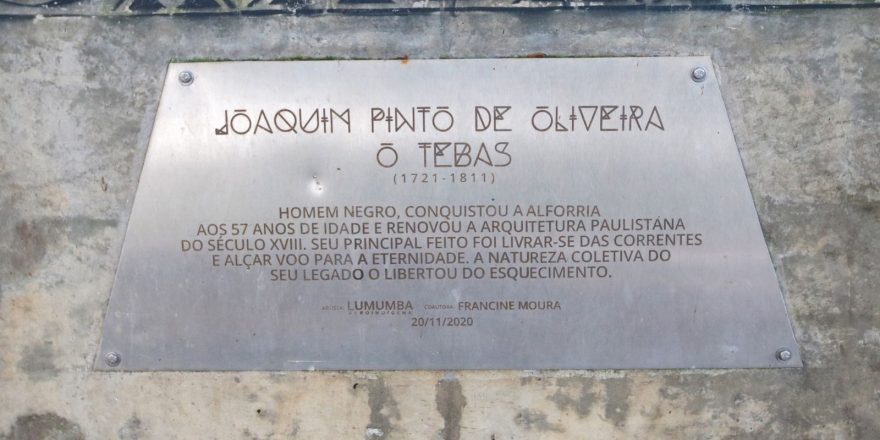 JOAQUIM PINTO DE OLIVEIRA
O TEBAS
(1721-1811)
HOMEM NEGRO, CONQUISTOU A ALFORRIA
AOS 57 ANOS DE IDADE E RENOVOU A ARQUITETURA PAULISTANA
DO SÉCULO XVIII. SEU PRINCIPAL FEITO FOI LIVRAR-SE DAS CORRENTES
E ALÇAR VOO PARA A ETERNIDADE. A NATUREZA COLETIVA DO
SEU LEGADO O LIBERTOU DO ESQUECIMENTO.
ARTISTA: LUMUMBA COAUTORA: FRANCINE MOURA
20/11/2020